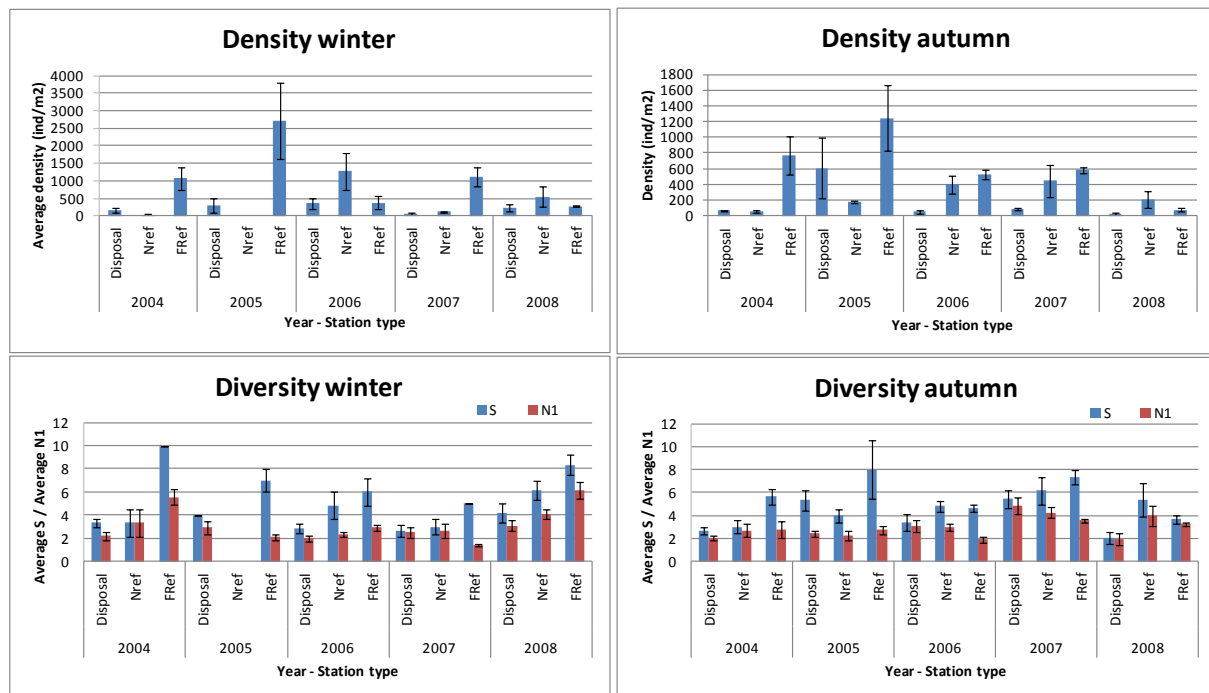 Density winter
Average density (ind/m2)
4000
3500
3000
2500
2000
1500
1000
500
0
Disposal Nref FRef Disposal Nref FRef Disposal Nref FRef Disposal Nref FRef Disposal Nref FRef
2004 2005 2006 2007 2008
Year - Station type
Density autumn
Density (ind/m2)
1800
1600
1400
1200
1000
800
600
400
200
0
Disposal Nref FRef Disposal Nref FRef Disposal Nref FRef Disposal Nref FRef Disposal Nref FRef
2004 2005 2006 2007 2008
Year - Station type
Diversity winter
S N1
Average S / Average N1
12
10
8
6
4
2
0
Disposal Nref FRef Disposal Nref FRef Disposal Nref FRef Disposal Nref FRef Disposal Nref FRef
2004 2005 2006 2007 2008
Year - Station type
Diversity autumn
S N1
Average S / Average N1
12
10
8
6
4
2
0
Disposal Nref FRef Disposal Nref FRef Disposal Nref FRef Disposal Nref FRef Disposal Nref FRef
2004 2005 2006 2007 2008
Year - Station type